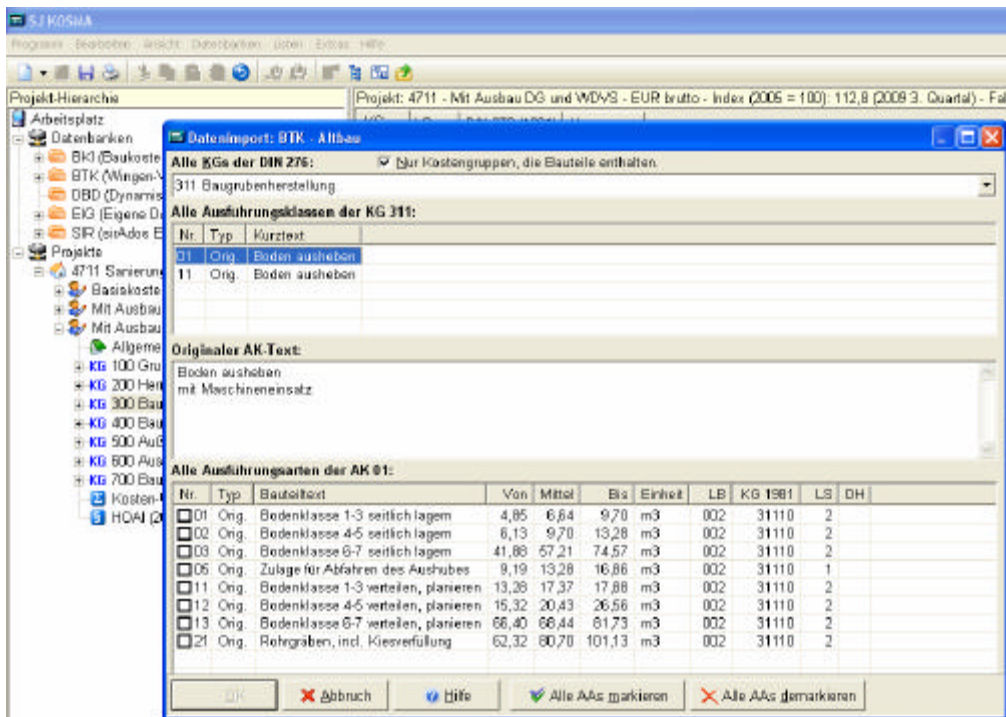 SJ KOSMA
Programm Bearbeiten Ansicht Datenbanken Listen Extras Hilfe
Projekt-Hierarchie
Projekt: 4711 - Mit Ausbau DG und WDVS - EUR brutto - Index (2005 = 100): 112,8 (2009 3. Quartal) - Fal
Arbeitsplatz
Datenbanken
BKI (Baukoste
BTK (Wingen-V
DBD (Dynamis
EIG (Eigene D
SIR (sirAdos E
Projekte
4711 Sanierun
Basiskoste
Mit Ausbau
Mit Ausbau
Allgeme
KG 100 Gru
KG 200 Her
KG 300 Bau
KG 400 Bau
KG 500 Auß
KG 600 Aus
KG 700 Bau
Kosten-
HOAI (2
Datenimport: BTK - Altbau
Alle KGs der DIN 276: Nur Kostengruppen, die Bauteile enthalten
311 Baugrubenherstellung
Alle Ausführungsklassen der KG 311:
Nr. Typ Kurztext
01 Orig. Boden ausheben
11 Orig. Boden ausheben
Originaler AK-Text:
Boden ausheben
mit Maschineneinsatz
Alle Ausführungsarten der AK 01:
Nr. Typ Bauteiltext Von Mittel Bis Einheit LB KG 1981 LS DH
01 Orig. Bodenklasse 1-3 seitlich lagern 4,85 6,64 9,70 m3 002 31110 2
02 Orig. Bodenklasse 4-5 seitlich lagern 6,13 9,70 13,28 m3 002 31110 2
03 Orig. Bodenklasse 6-7 seitlich lagern 41,88 57,21 74,57 m3 002 31110 2
05 Orig. Zulage für Abfahren des Aushubes 9,19 13,28 16,86 m3 002 31110 1
11 Orig. Bodenklasse 1-3 verteilen, planieren 13,28 17,37 17,88 m3 002 31110 2
12 Orig. Bodenklasse 4-5 verteilen, planieren 15,32 20,43 26,56 m3 002 31110 2
13 Orig. Bodenklasse 6-7 verteilen, planieren 66,40 68,44 81,73 m3 002 31110 2
21 Orig. Rohrgräben, incl. Kiesverfüllung 62,32 80,70 101,13 m3 002 31110 2
OK Abbruch Hilfe Alle AAs markieren Alle AAs demarkieren